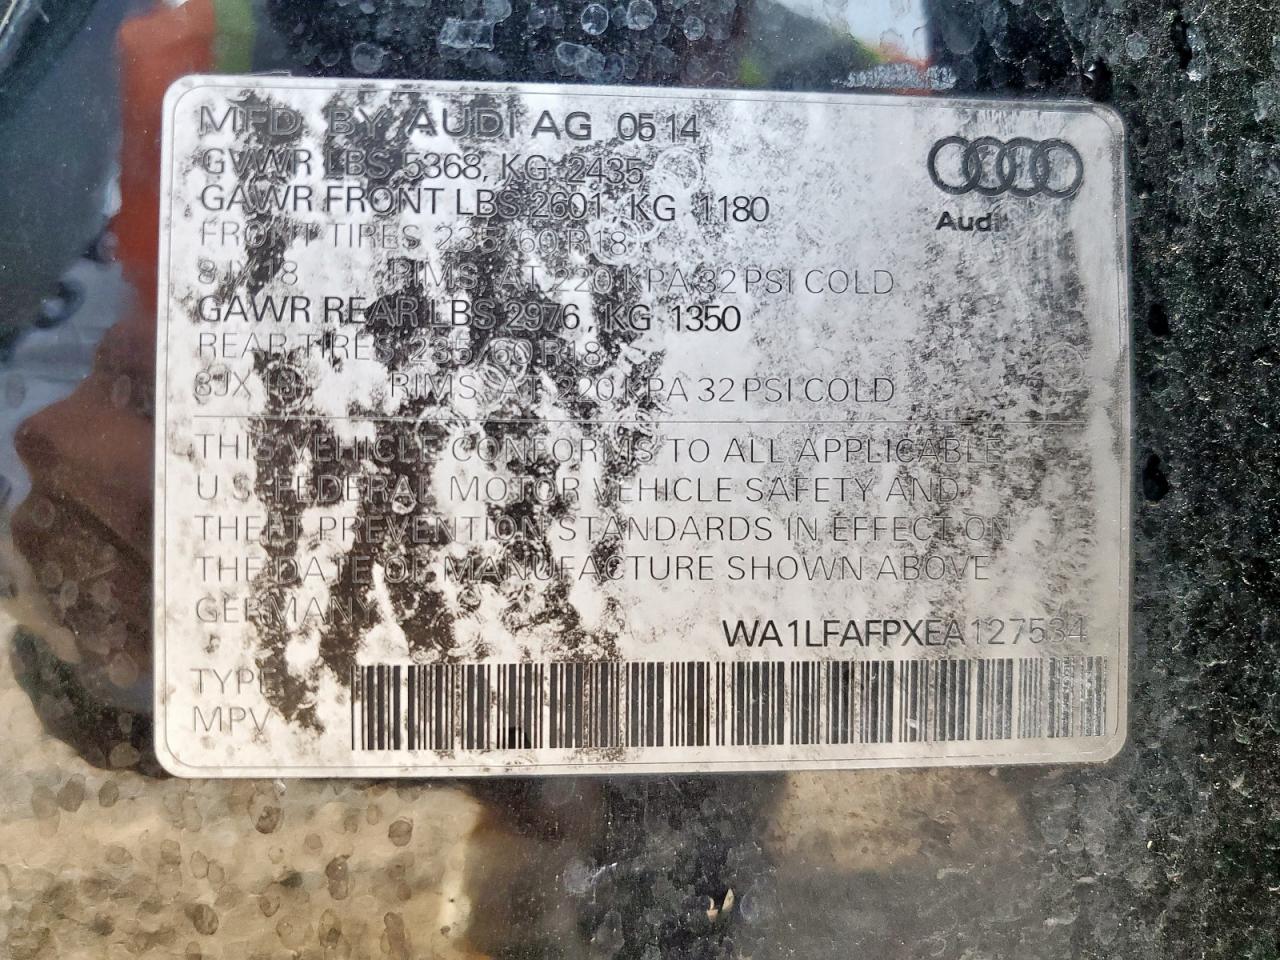 MFD BY AUDI AG 0514
GVWR LBS 5368, KG 2435
GAWR FRONT LBS 2601, KG 1180
FRONT TIRES 235/60 R18
8JX18 RIMS AT 220 KPA 32 PSI COLD
GAWR REAR LBS 2976, KG 1350
REAR TIRES 235/60 R18
8JX18 RIMS AT 220 KPA 32 PSI COLD
Audi
THIS VEHICLE CONFORMS TO ALL APPLICABLE
U.S. FEDERAL MOTOR VEHICLE SAFETY AND
THEFT PREVENTION STANDARDS IN EFFECT ON
THE DATE OF MANUFACTURE SHOWN ABOVE
GERMANY
WA1LFAFPXEA127534
TYPE
MPV